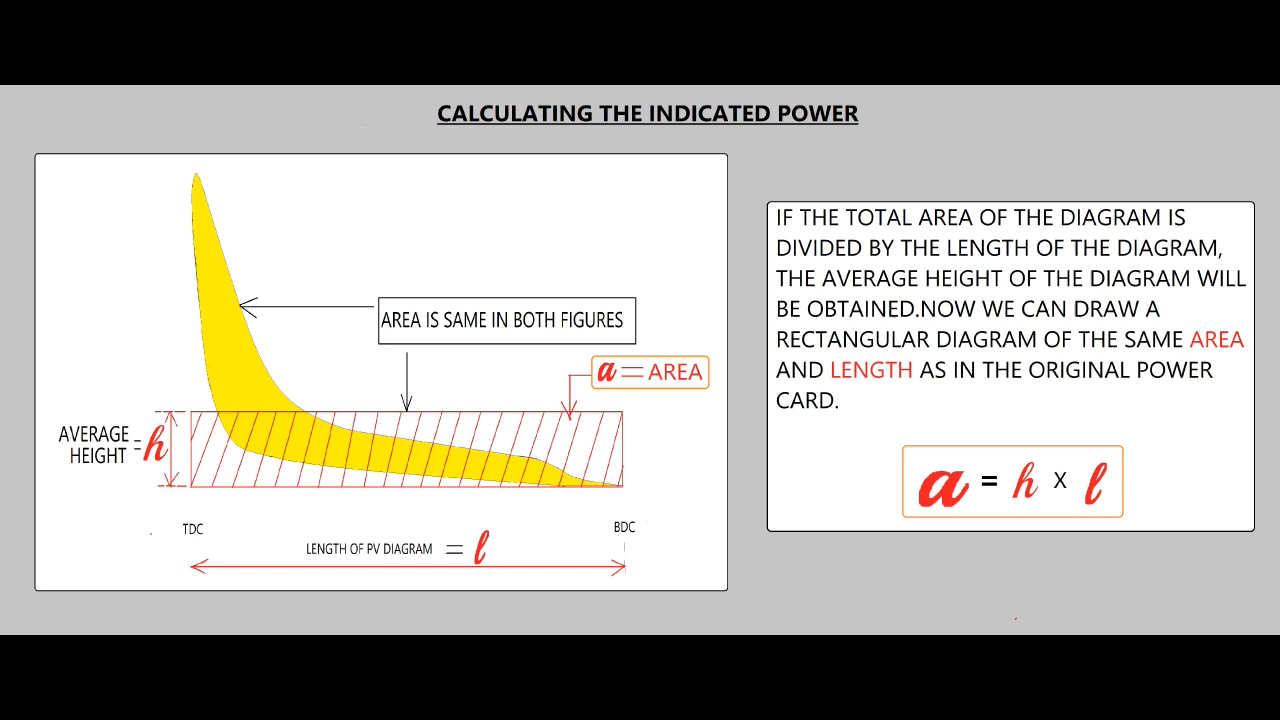 CALCULATING THE INDICATED POWER
AREA IS SAME IN BOTH FIGURES
a = AREA
AVERAGE
HEIGHT = h
TDC
BDC
LENGTH OF PV DIAGRAM = l
IF THE TOTAL AREA OF THE DIAGRAM IS
DIVIDED BY THE LENGTH OF THE DIAGRAM,
THE AVERAGE HEIGHT OF THE DIAGRAM WILL
BE OBTAINED.NOW WE CAN DRAW A
RECTANGULAR DIAGRAM OF THE SAME AREA
AND LENGTH AS IN THE ORIGINAL POWER
CARD.
a = h x l